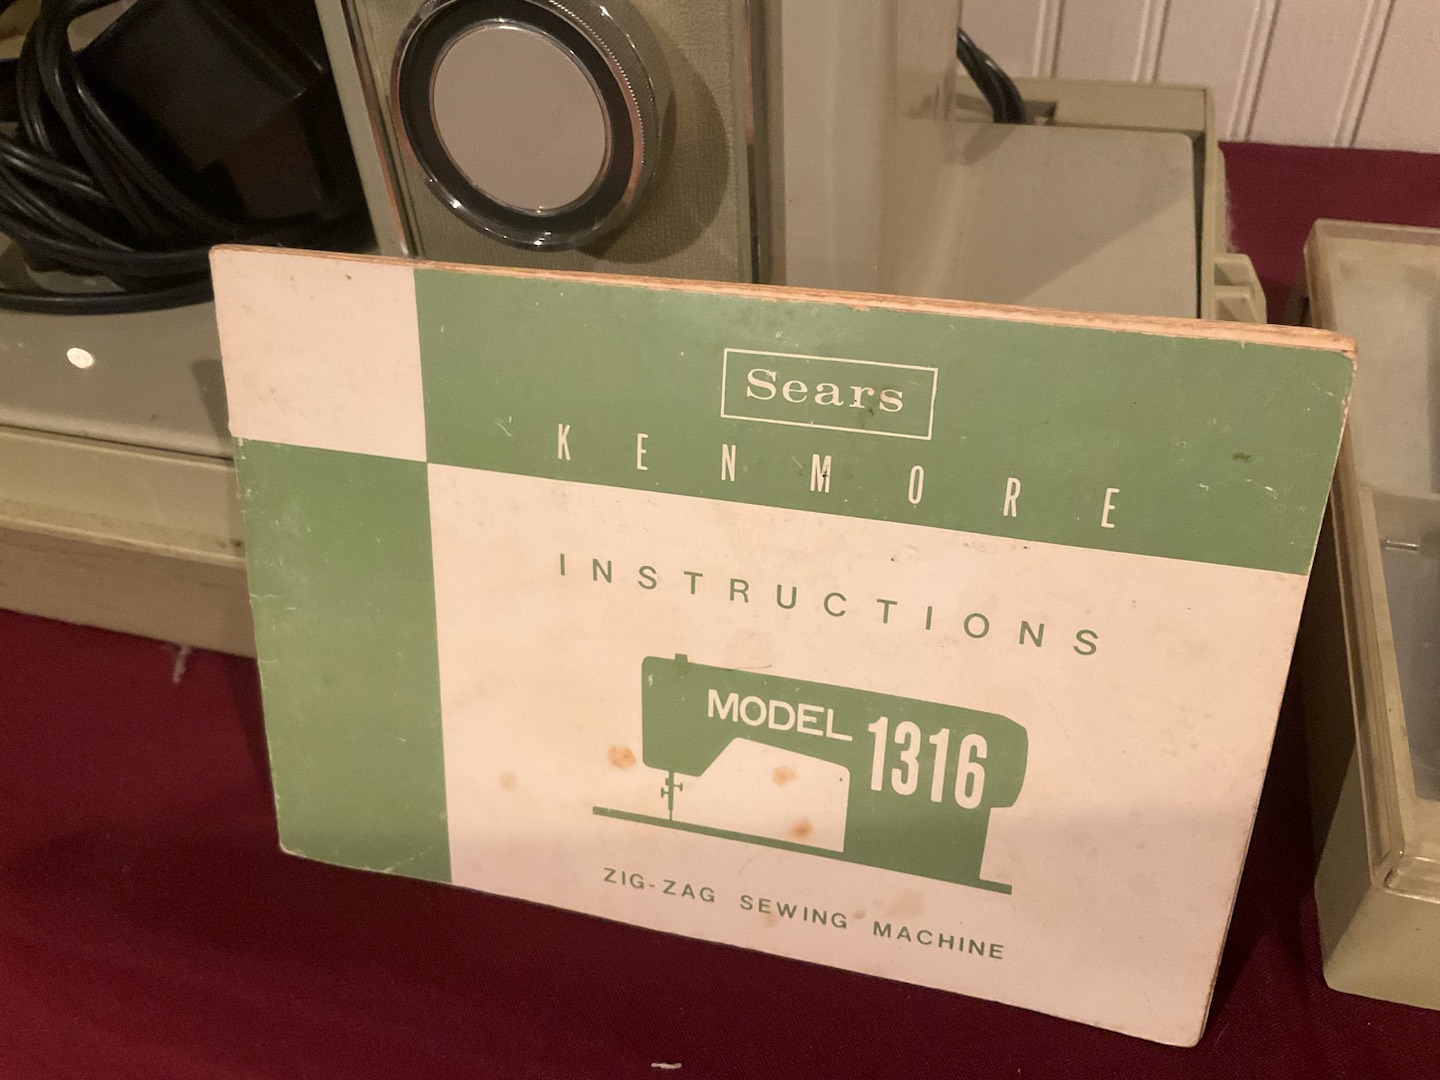 Sears
KENMORE
INSTRUCTIONS
MODEL 1316
ZIG-ZAG SEWING MACHINE